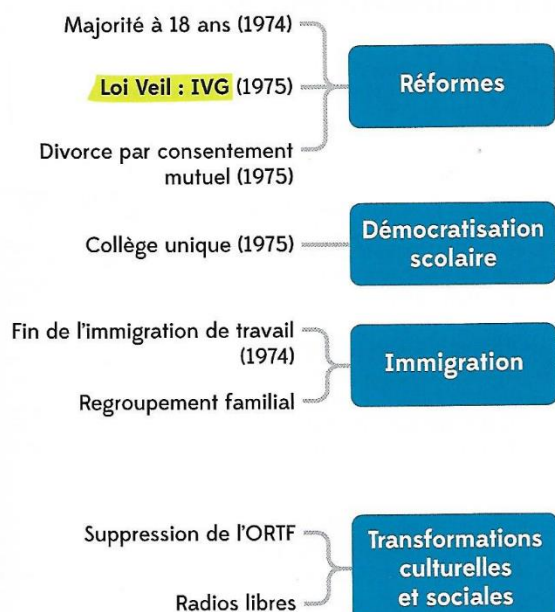 Majorité à 18 ans (1974)
Loi Veil : IVG (1975)
Divorce par consentement
mutuel (1975)
Réformes
Collège unique (1975)
Démocratisation
scolaire
Fin de l'immigration de travail
(1974)
Regroupement familial
Immigration
Suppression de l'ORTF
Radios libres
Transformations
culturelles
et sociales